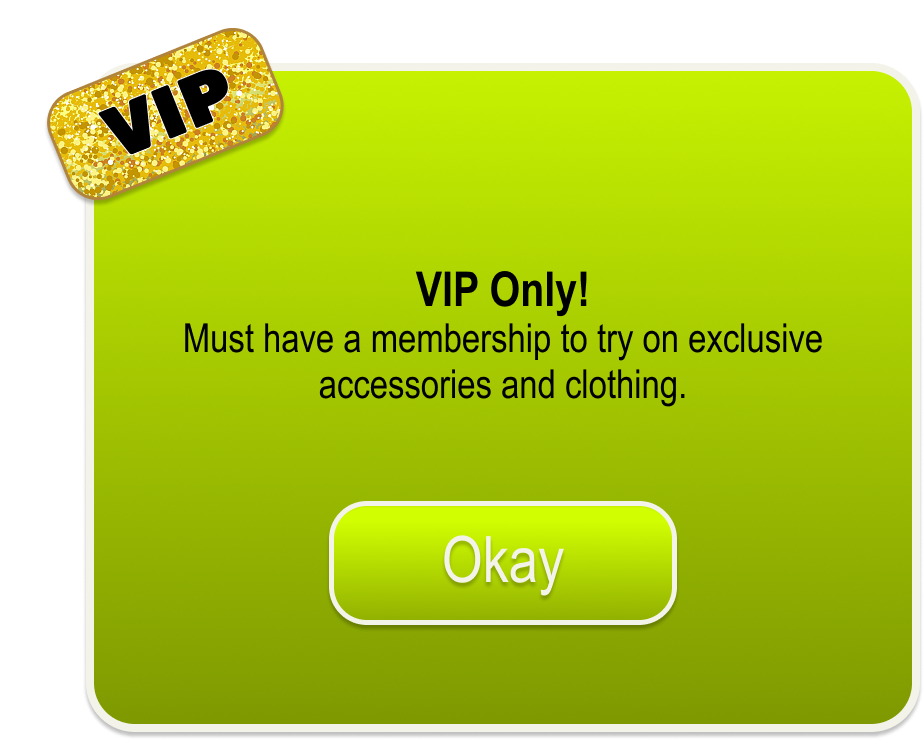 VIP
VIP Only!
Must have a membership to try on exclusive
accessories and clothing.
Okay